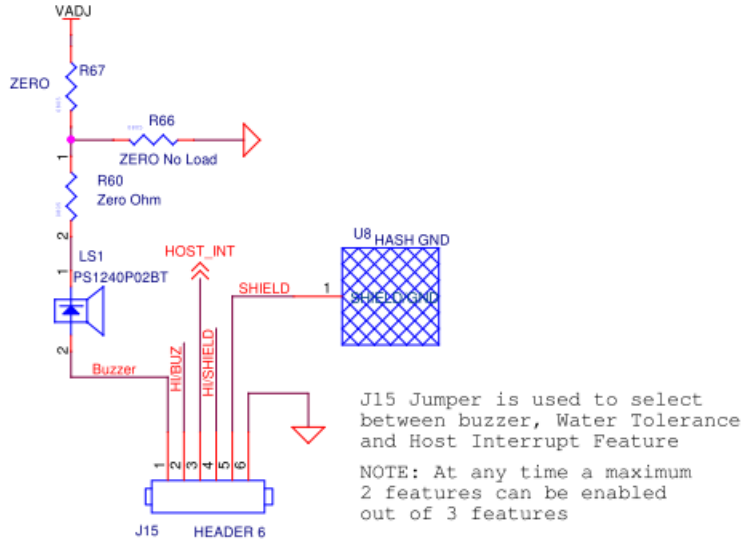 VADJ
R67
ZERO
R66
ZERO No Load
1
R60
Zero Ohm
2
LS1
1
PS1240P02BT
2
Buzzer
HOST_INT
HI/BUZ
HI/SHIELD
SHIELD
1
U8 HASH GND
SHIELD GND
1 2 3 4 5 6
J15 HEADER 6
J15 Jumper is used to select
between buzzer, Water Tolerance
and Host Interrupt Feature
NOTE: At any time a maximum
2 features can be enabled
out of 3 features